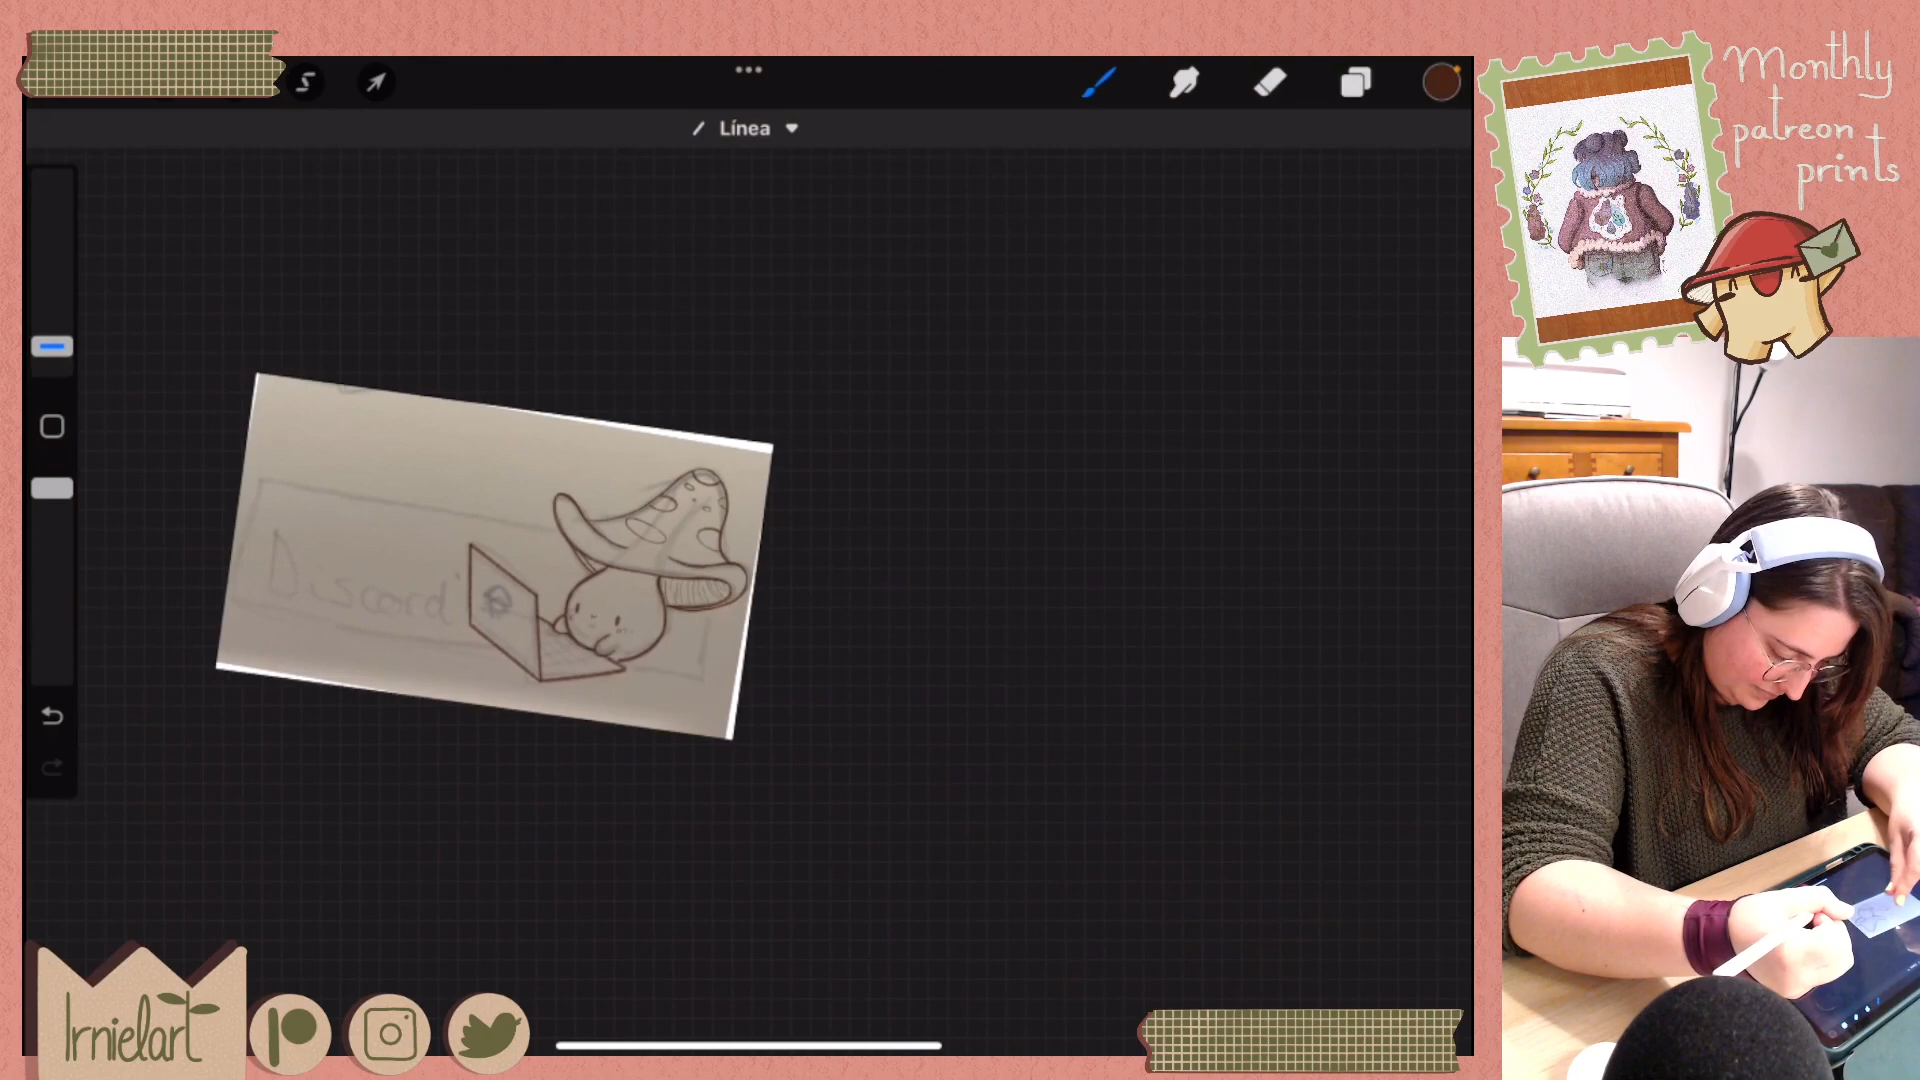 Línea
Monthly
patreon
prints
Discord
Irnielart